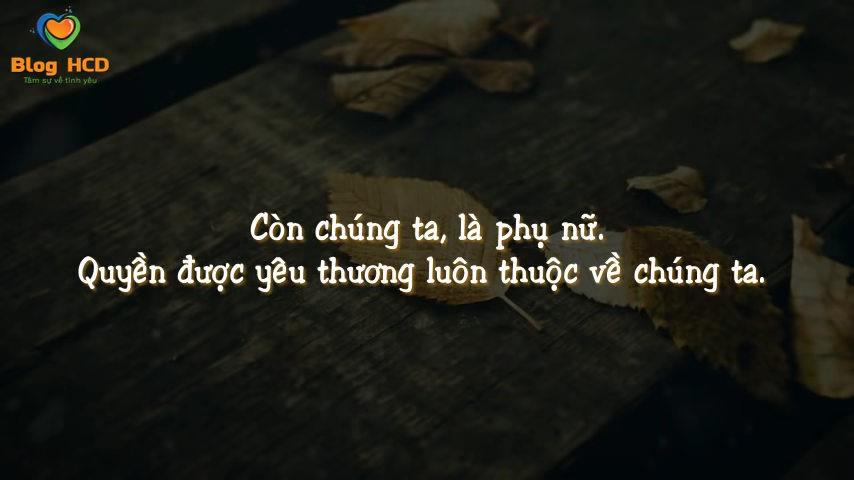 Blog HCD
Tâm sự về tình yêu
Còn chúng ta, là phụ nữ.
Quyền được yêu thương luôn thuộc về chúng ta.